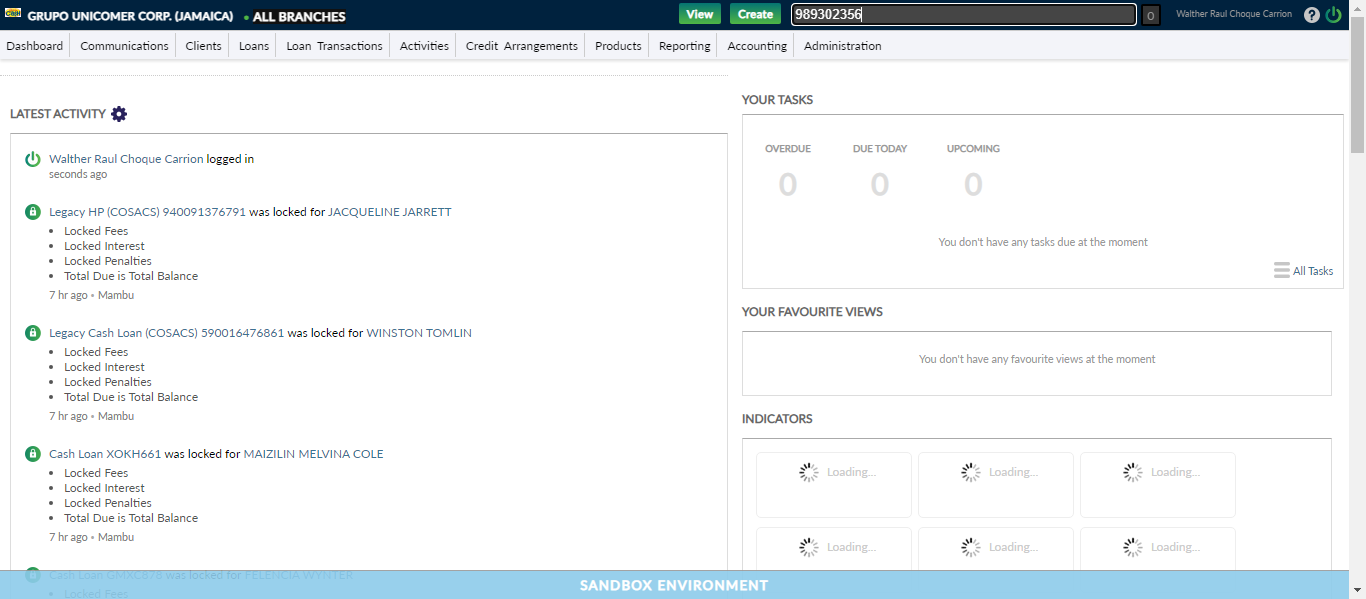 GRUPO UNICOMER CORP. (JAMAICA) • ALL BRANCHES
View Create 989302356 0 Walther Raul Choque Carrion ?
Dashboard Communications Clients Loans Loan Transactions Activities Credit Arrangements Products Reporting Accounting Administration
LATEST ACTIVITY
Walther Raul Choque Carrion logged in
seconds ago
Legacy HP (COSACS) 940091376791 was locked for JACQUELINE JARRETT
• Locked Fees
• Locked Interest
• Locked Penalties
• Total Due is Total Balance
7 hr ago • Mambu
Legacy Cash Loan (COSACS) 590016476861 was locked for WINSTON TOMLIN
• Locked Fees
• Locked Interest
• Locked Penalties
• Total Due is Total Balance
7 hr ago • Mambu
Cash Loan XOKH661 was locked for MAIZILIN MELVINA COLE
• Locked Fees
• Locked Interest
• Locked Penalties
• Total Due is Total Balance
7 hr ago • Mambu
Cash Loan GMXC878 was locked for FELENCIA WYNTER
• Locked Fees
YOUR TASKS
OVERDUE DUE TODAY UPCOMING
0 0 0
You don't have any tasks due at the moment
All Tasks
YOUR FAVOURITE VIEWS
You don't have any favourite views at the moment
INDICATORS
Loading... Loading... Loading...
Loading... Loading... Loading...
SANDBOX ENVIRONMENT